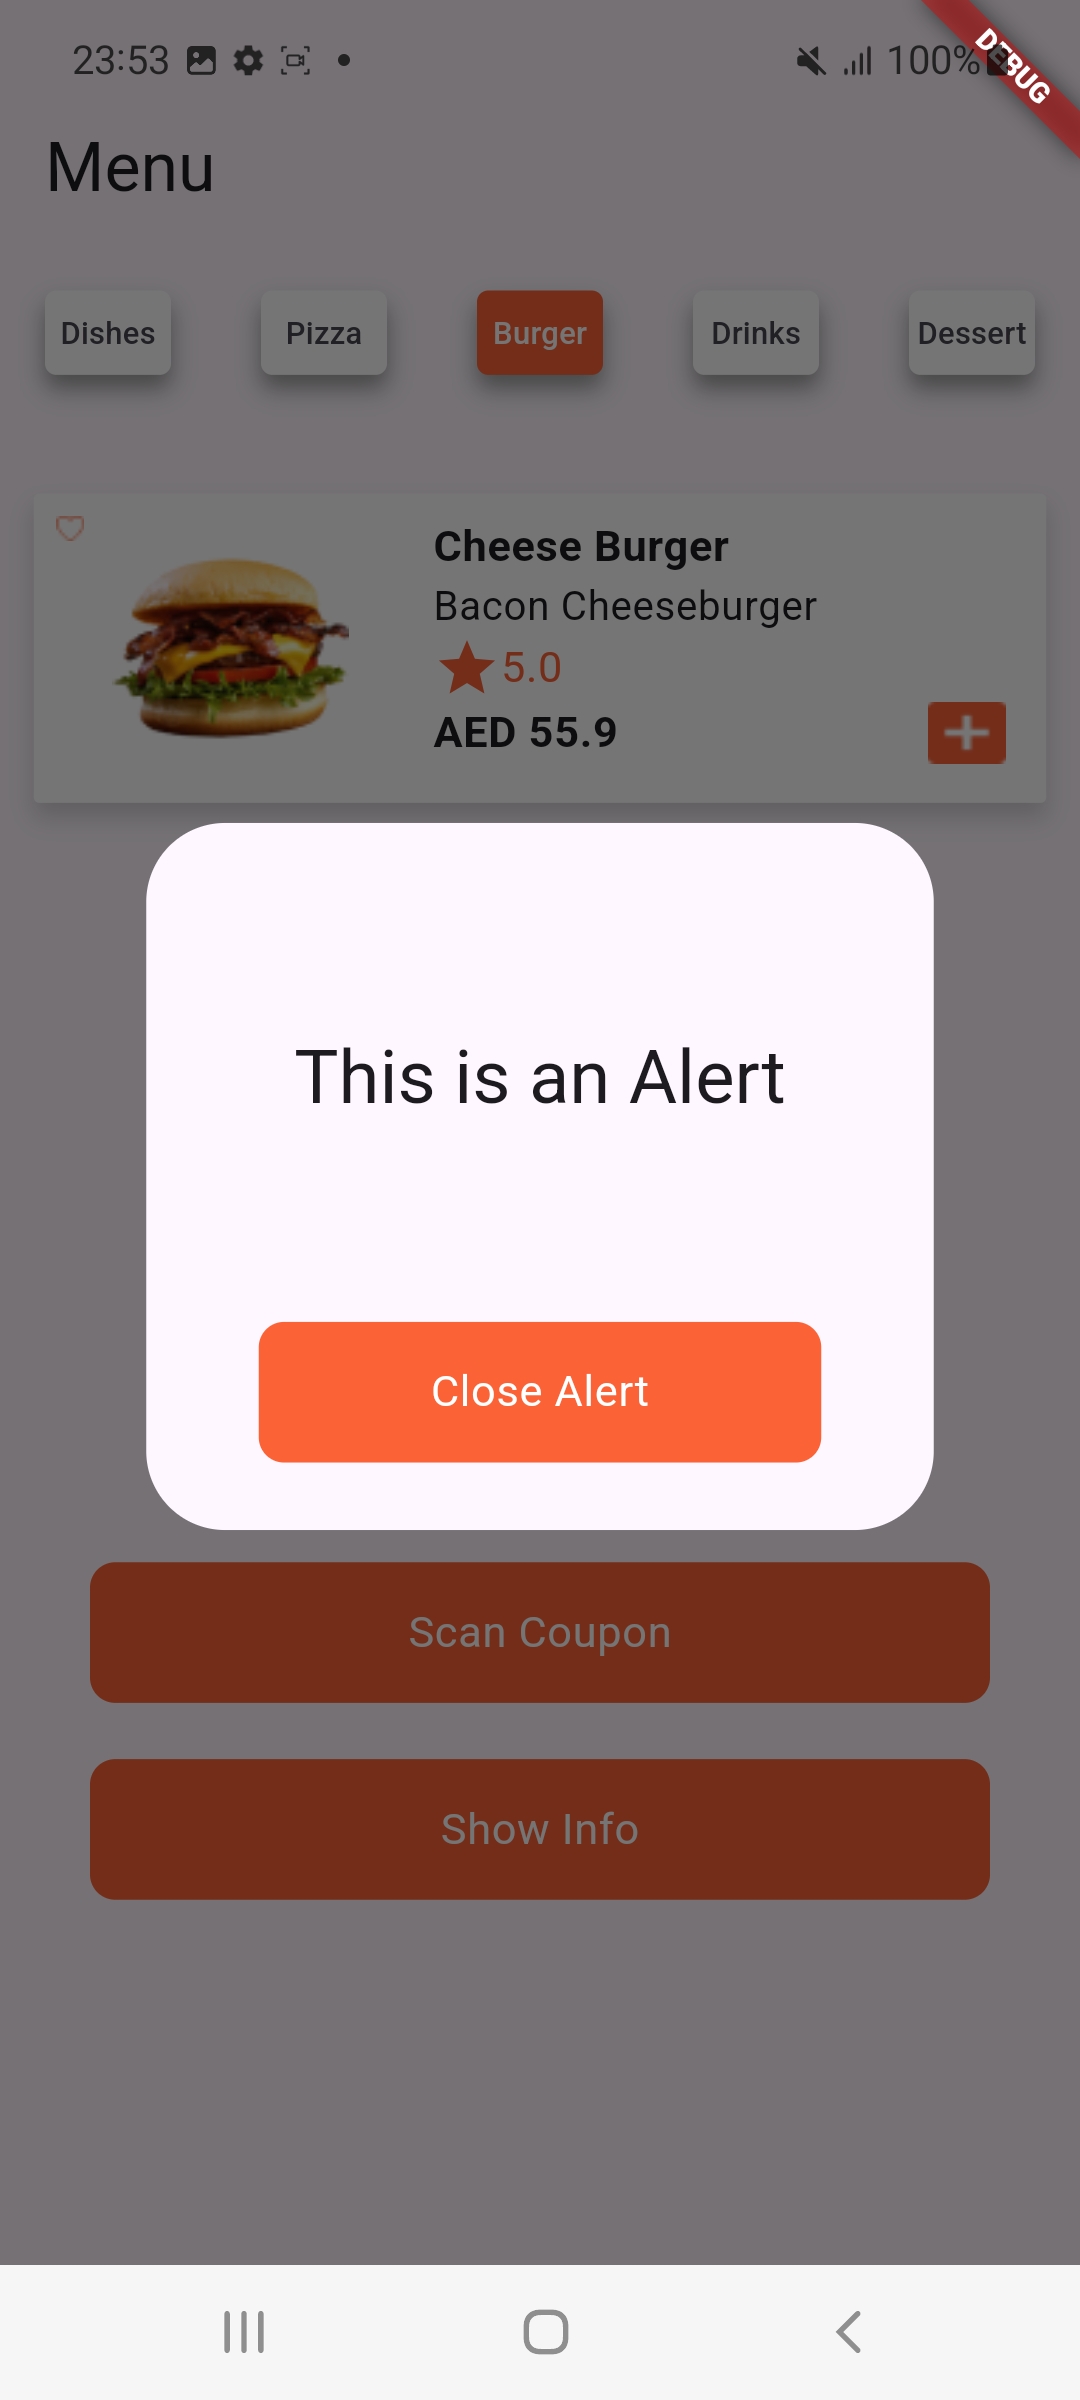 23:53 100%
DEBUG
Menu
Dishes Pizza Burger Drinks Dessert
Cheese Burger
Bacon Cheeseburger
5.0
AED 55.9
This is an Alert
Close Alert
Scan Coupon
Show Info